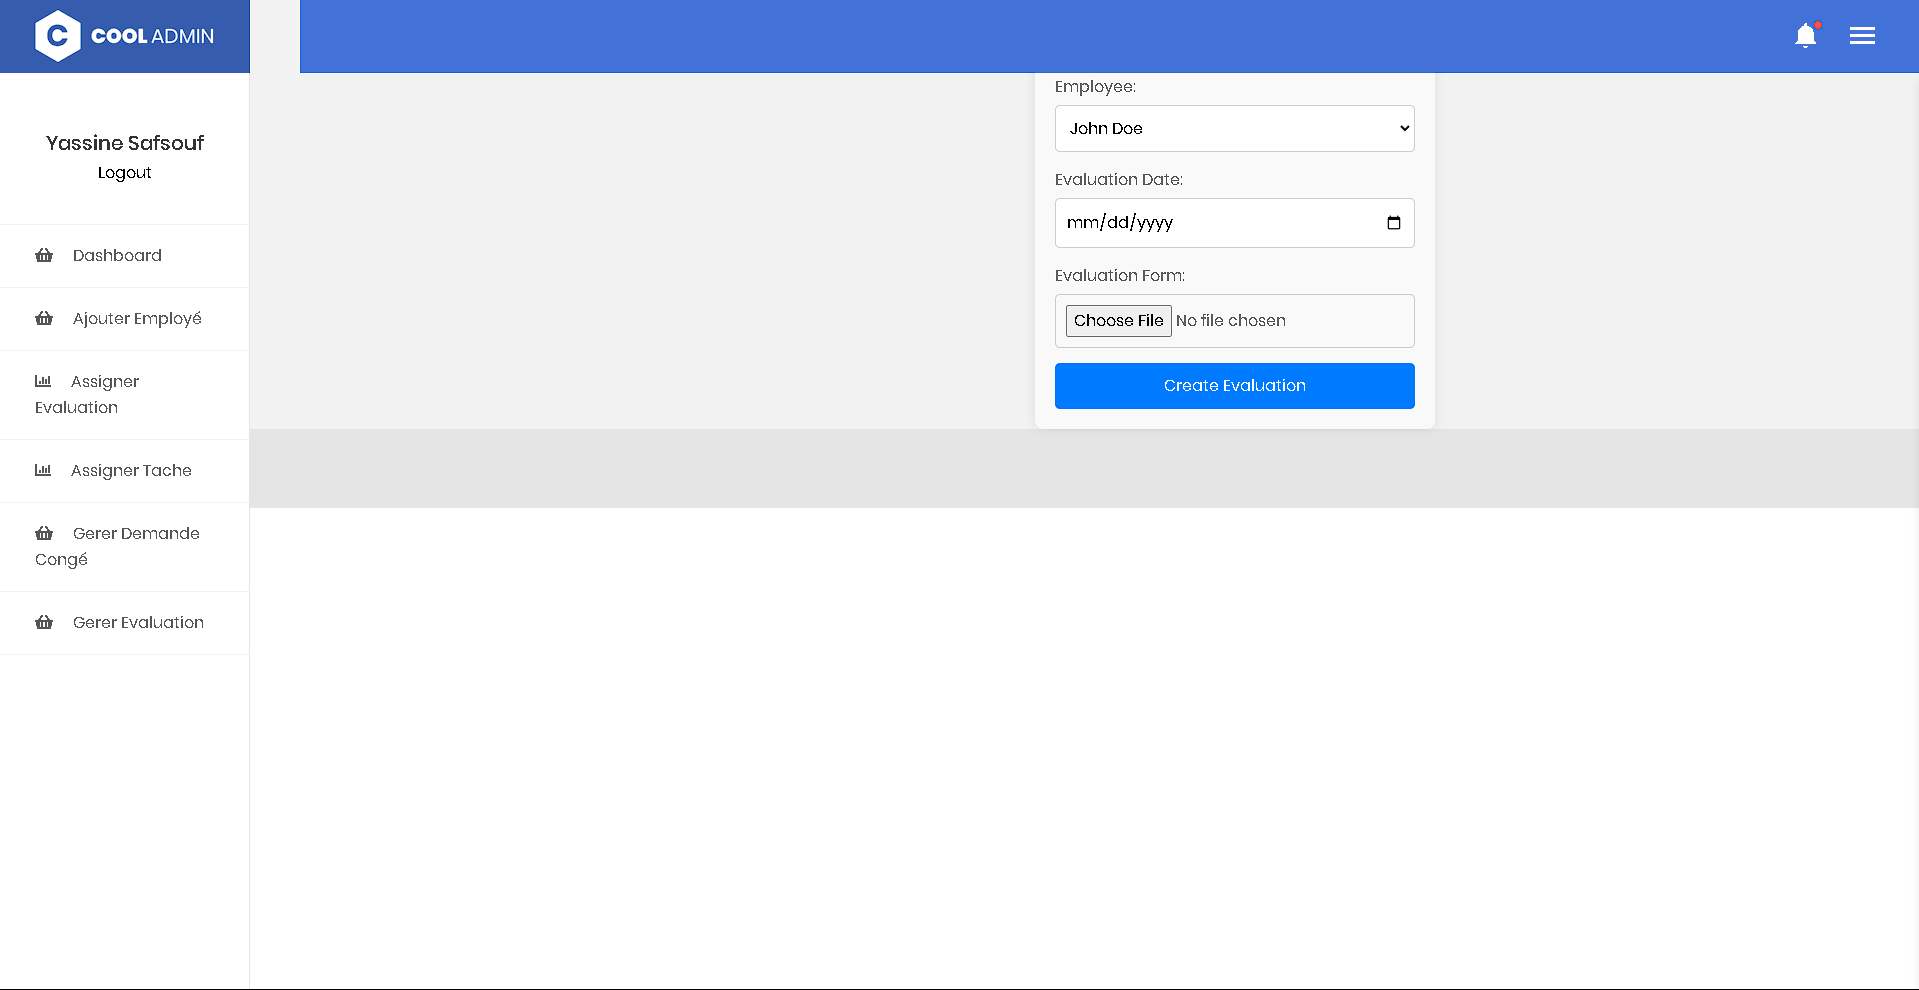 C COOL ADMIN
Yassine Safsouf
Logout
Dashboard
Ajouter Employé
Assigner
Evaluation
Assigner Tache
Gerer Demande
Congé
Gerer Evaluation
Employee:
John Doe
Evaluation Date:
mm/dd/yyyy
Evaluation Form:
Choose File No file chosen
Create Evaluation